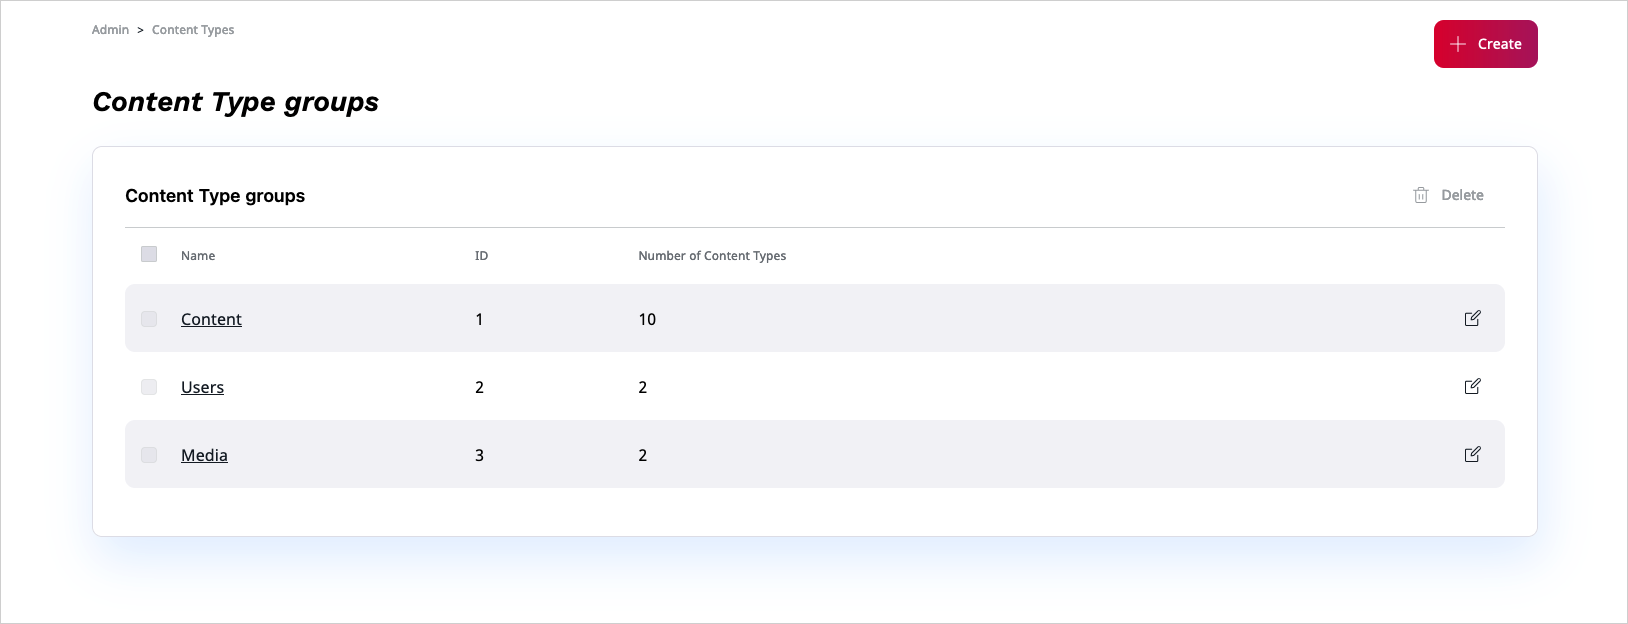 Admin > Content Types
Create
Content Type groups
Content Type groups
Delete
Name ID Number of Content Types
Content 1 10
Users 2 2
Media 3 2